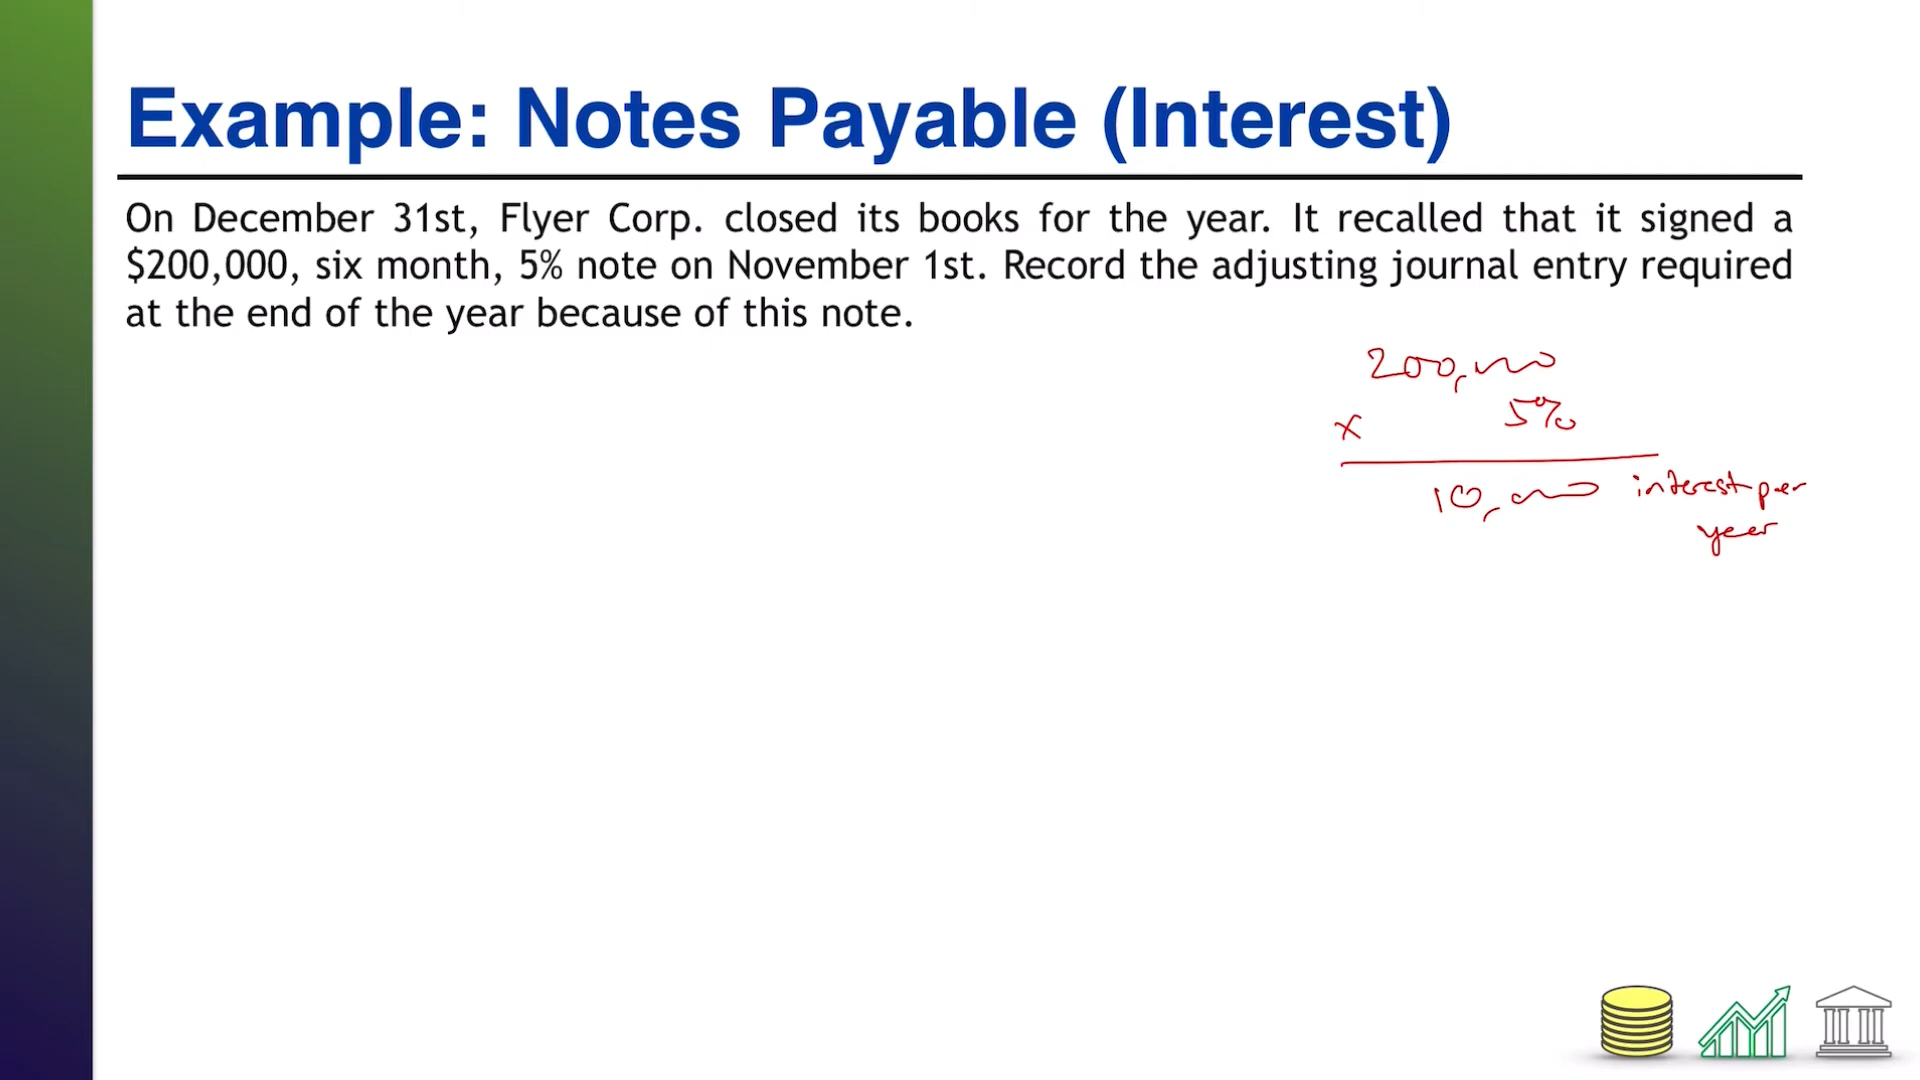 Example: Notes Payable (Interest)
On December 31st, Flyer Corp. closed its books for the year. It recalled that it signed a
$200,000, six month, 5% note on November 1st. Record the adjusting journal entry required
at the end of the year because of this note.
200,000
x 5%
10,000 interest per
year